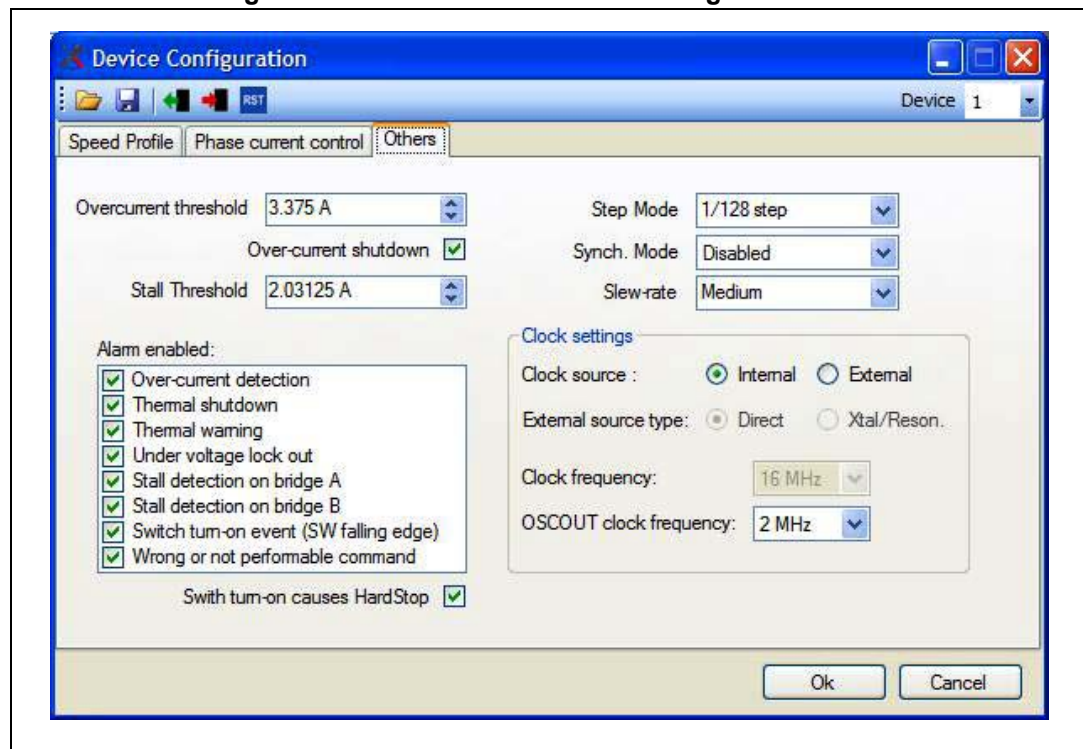 Device Configuration
RST
Device 1
Speed Profile Phase current control Others
Overcurrent threshold 3.375 A
Over-current shutdown
Stall Threshold 2.03125 A
Step Mode 1/128 step
Synch. Mode Disabled
Slew-rate Medium
Alarm enabled:
Over-current detection
Thermal shutdown
Thermal warning
Under voltage lock out
Stall detection on bridge A
Stall detection on bridge B
Switch turn-on event (SW falling edge)
Wrong or not performable command
Swith turn-on causes HardStop
Clock settings
Clock source : Internal External
External source type: Direct Xtal/Reson.
Clock frequency: 16 MHz
OSCOUT clock frequency: 2 MHz
Ok Cancel